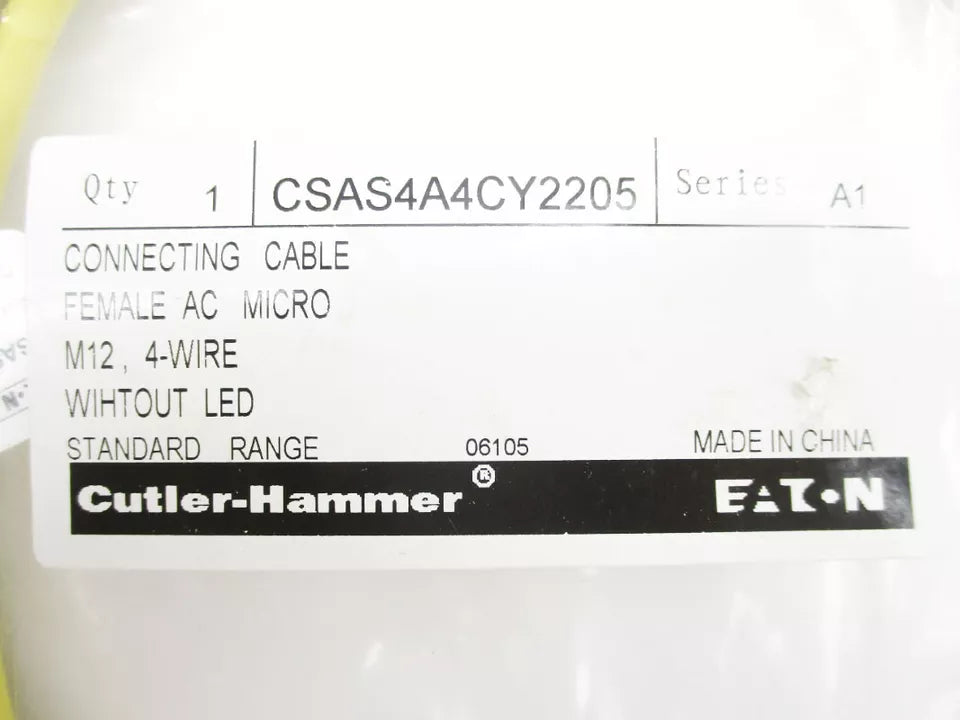 Qty 1 CSAS4A4CY2205 Series A1
CONNECTING CABLE
FEMALE AC MICRO
M12, 4-WIRE
WIHTOUT LED
STANDARD RANGE 06105 MADE IN CHINA
Cutler-Hammer® EATON